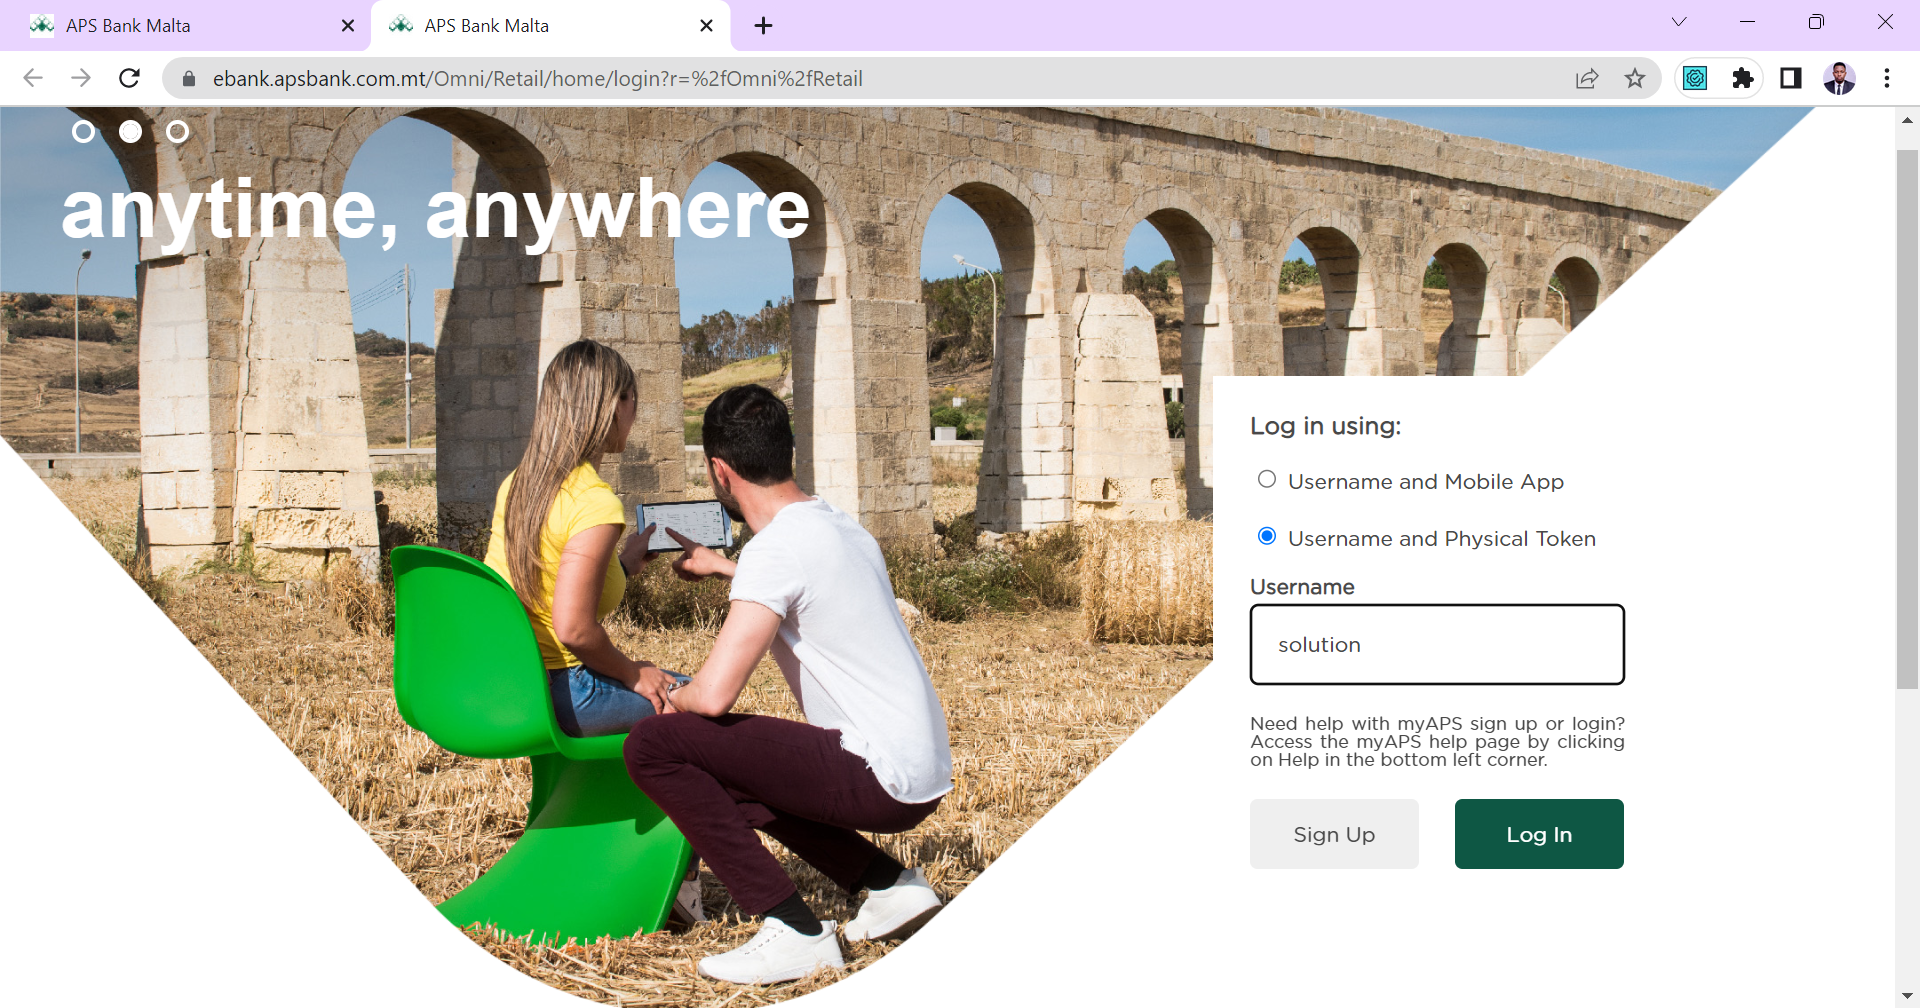 APS Bank Malta
APS Bank Malta
ebank.apsbank.com.mt/Omni/Retail/home/login?r=%2fOmni%2fRetail
anytime, anywhere
Log in using:
Username and Mobile App
Username and Physical Token
Username
solution
Need help with myAPS sign up or login?
Access the myAPS help page by clicking
on Help in the bottom left corner.
Sign Up
Log In